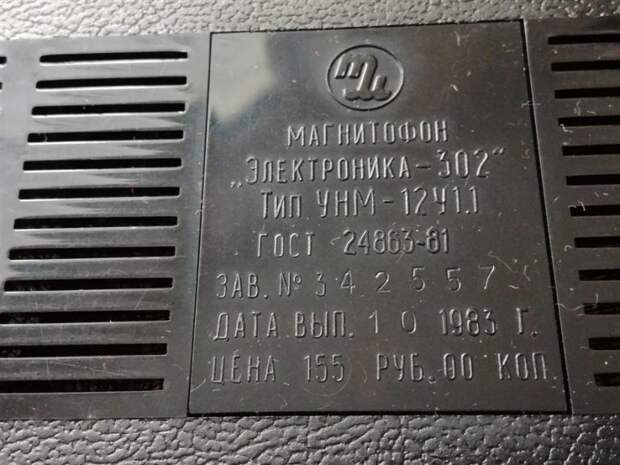 МАГНИТОФОН
„ЭЛЕКТРОНИКА-302"
ТИП УНМ-12У1.1
ГОСТ 24863-81
ЗАВ. № 342557
ДАТА ВЫП. 10 1983 Г.
ЦЕНА 155 РУБ. 00 КОП